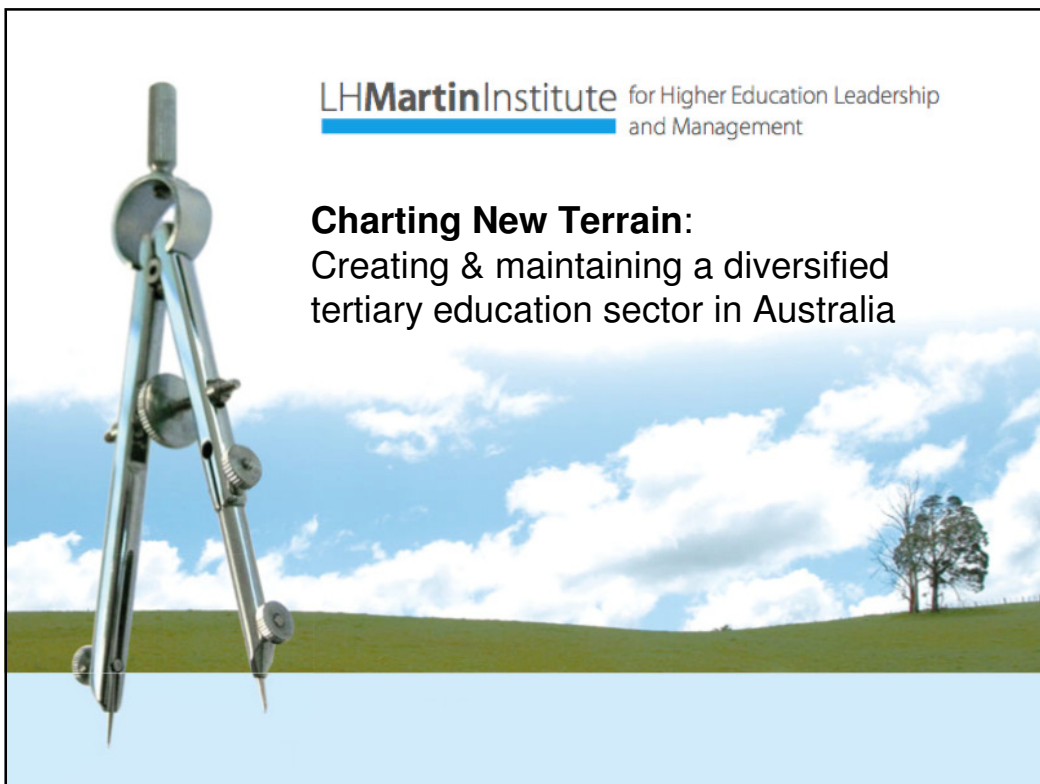 LHMartinInstitute for Higher Education Leadership
and Management
Charting New Terrain:
Creating & maintaining a diversified
tertiary education sector in Australia